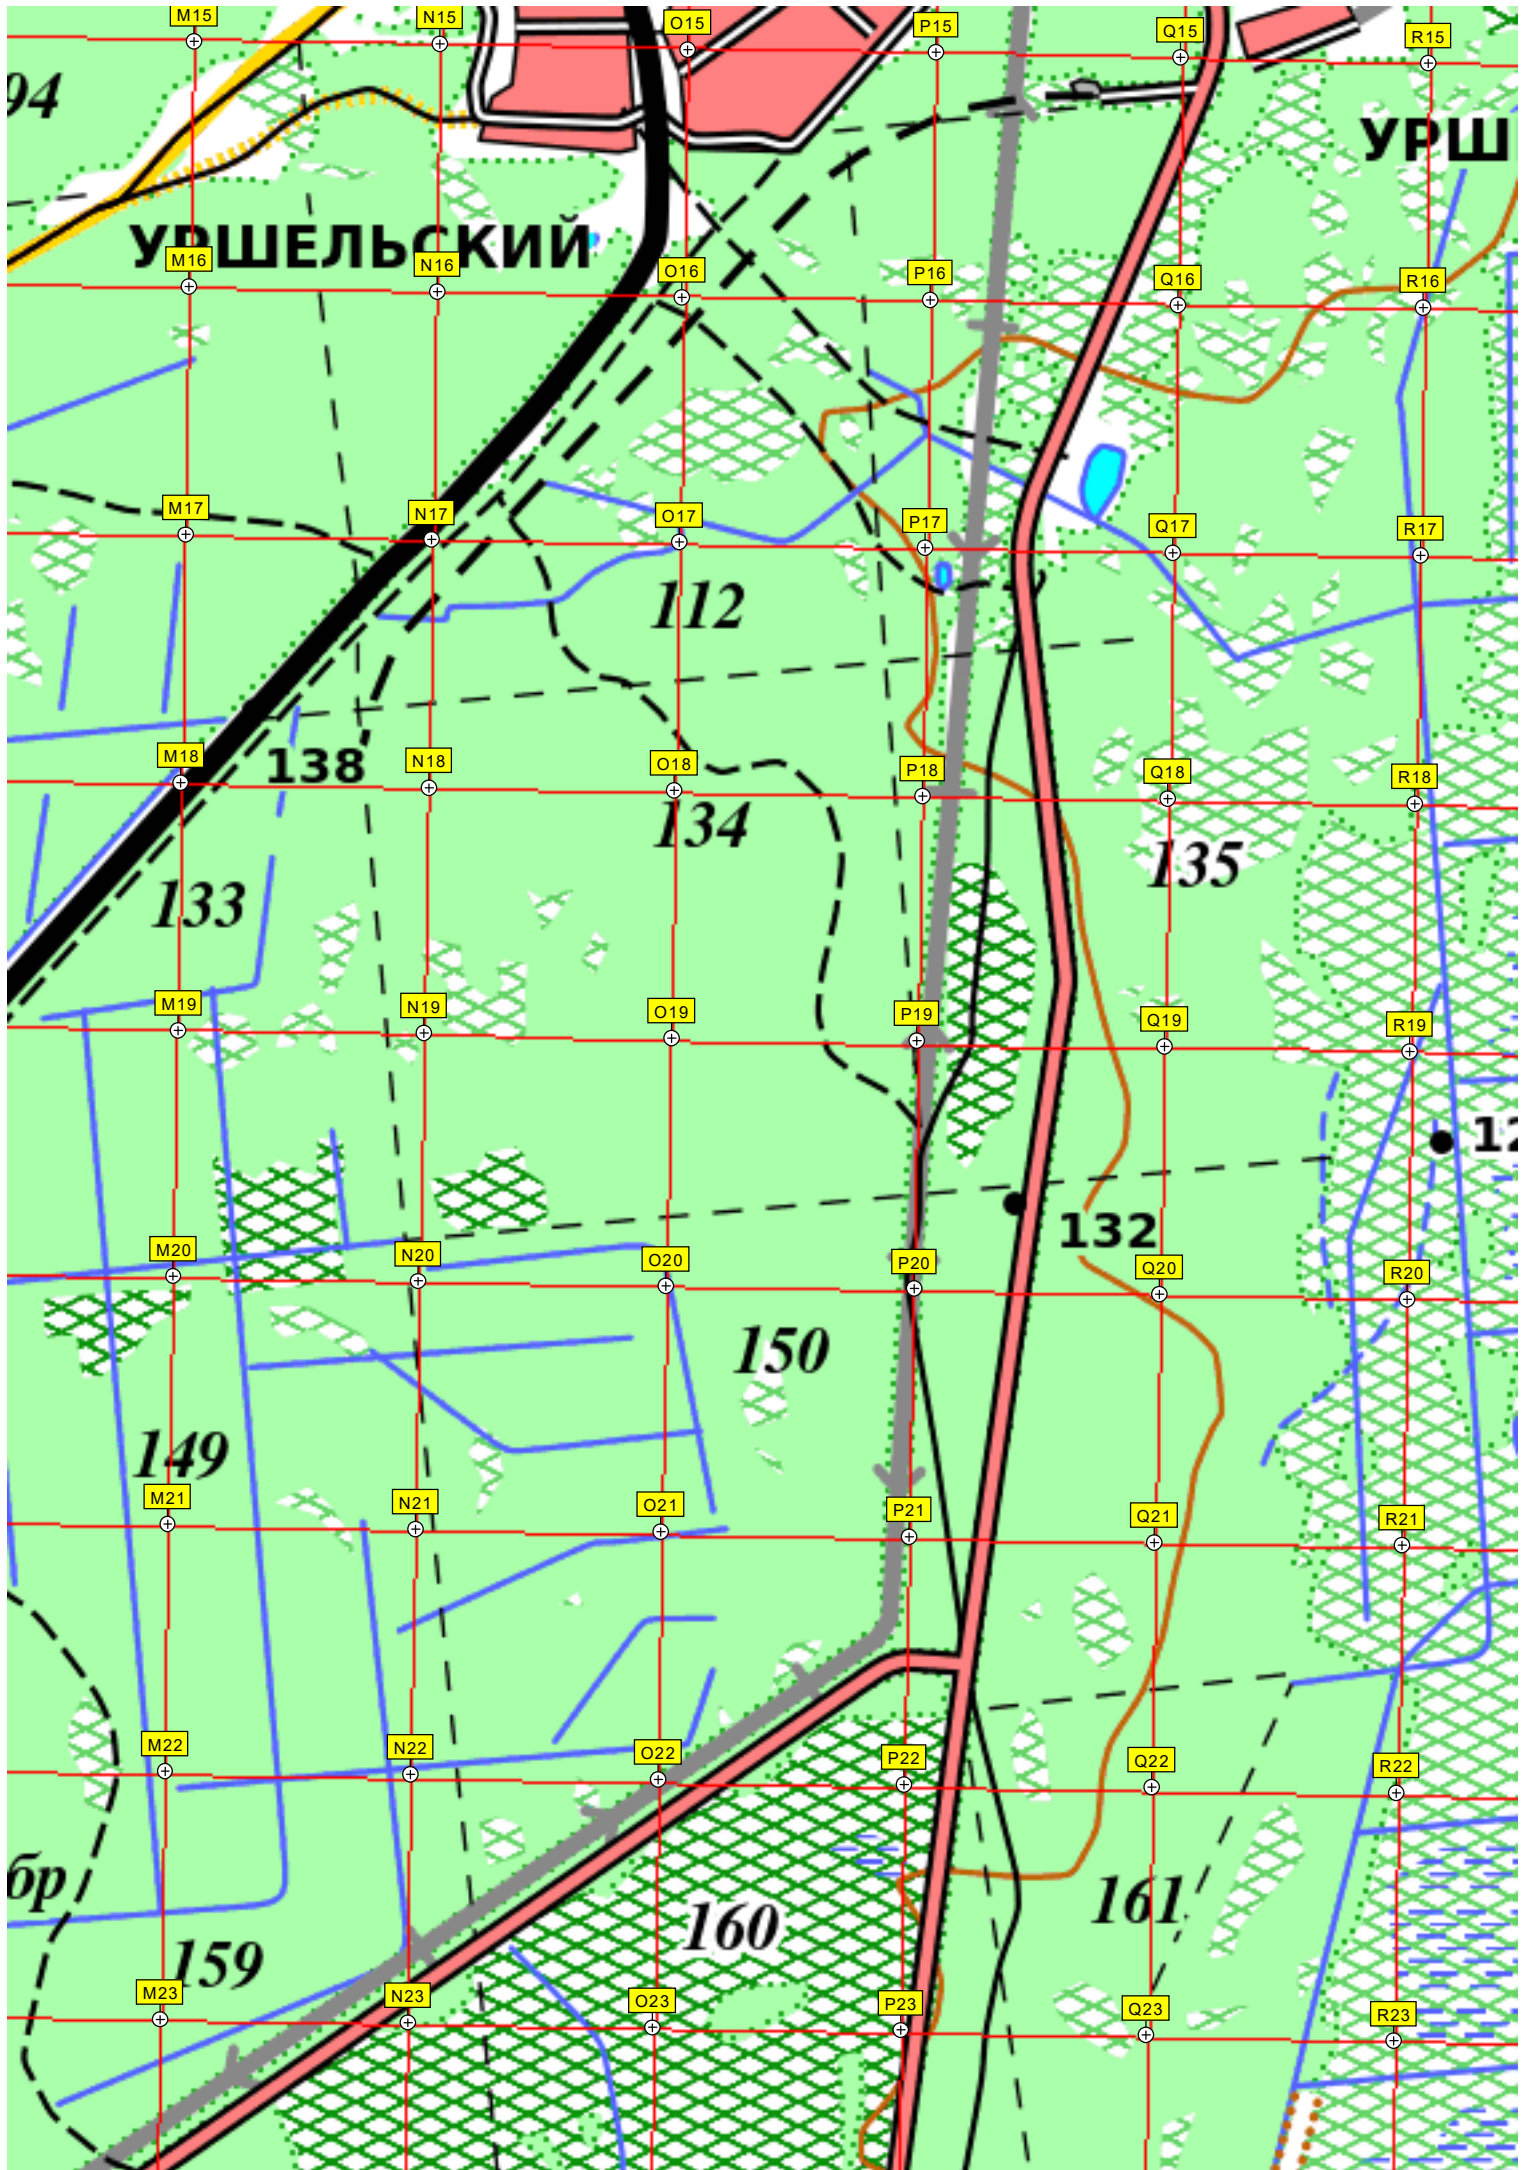 M15 N15 O15 P15 Q15 R15
94
УРШ
УРШЕЛЬСКИЙ
M16 N16 O16 P16 Q16 R16
M17 N17 O17 P17 Q17 R17
112
M18 138 N18 O18 P18 Q18 R18
134
135
133
M19 N19 O19 P19 Q19 R19
12
132
M20 N20 O20 P20 Q20 R20
150
149
M21 N21 O21 P21 Q21 R21
M22 N22 O22 P22 Q22 R22
бр
161
160
159
M23 N23 O23 P23 Q23 R23